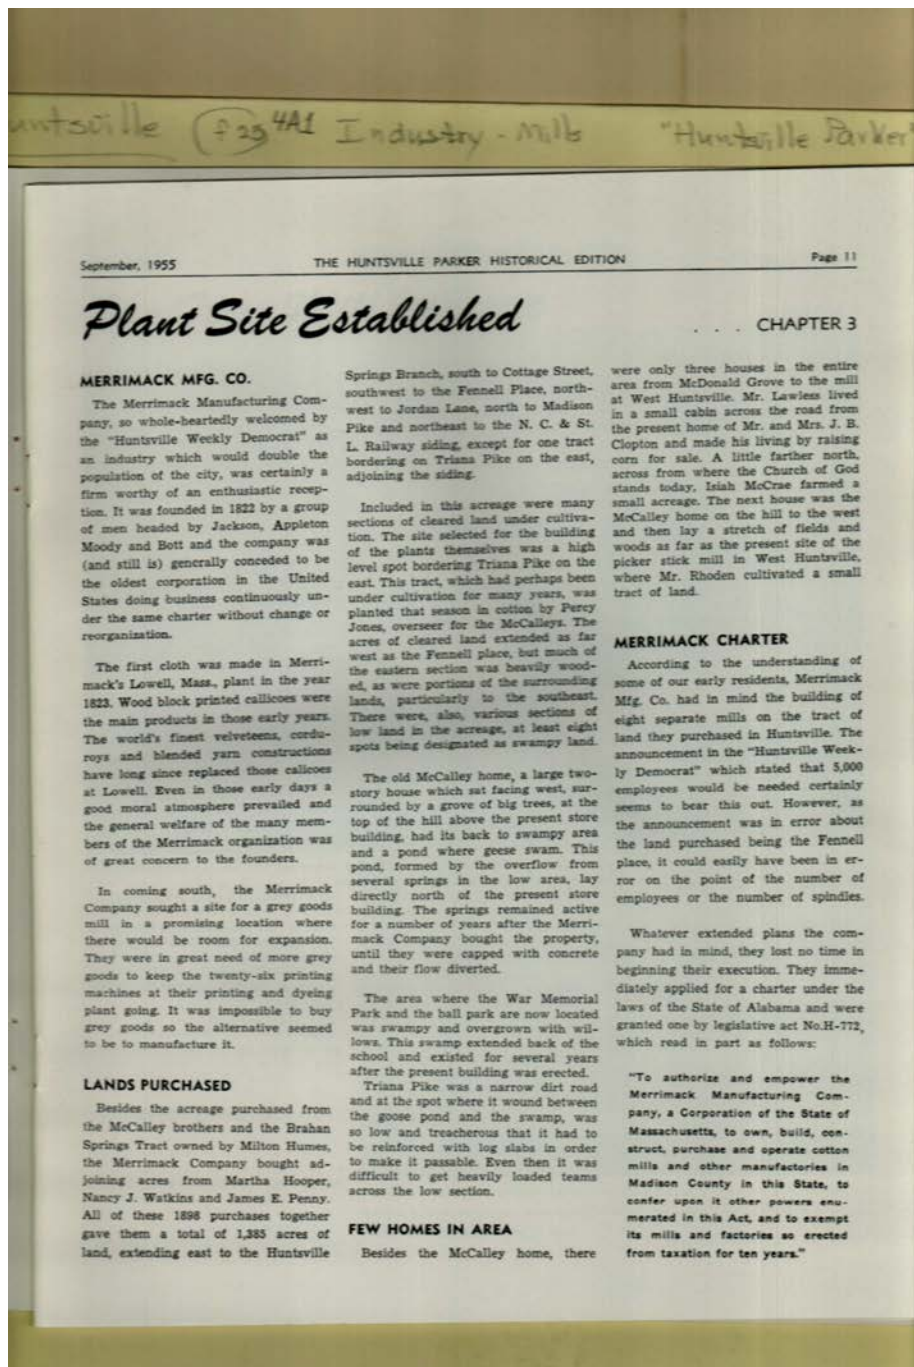 untsville f 29 4A1 Industry - Mills "Huntsville Parker
September, 1955 THE HUNTSVILLE PARKER HISTORICAL EDITION Page 11
Plant Site Established . . . CHAPTER 3
MERRIMACK MFG. CO.
The Merrimack Manufacturing Com-
pany, so whole-heartedly welcomed by
the "Huntsville Weekly Democrat" as
an industry which would double the
population of the city, was certainly a
firm worthy of an enthusiastic recep-
tion. It was founded in 1822 by a group
of men headed by Jackson, Appleton
Moody and Bott and the company was
(and still is) generally conceded to be
the oldest corporation in the United
States doing business continuously un-
der the same charter without change or
reorganization.
The first cloth was made in Merri-
mack's Lowell, Mass., plant in the year
1823. Wood block printed callicoes were
the main products in those early years.
The world's finest velveteens, cordu-
roys and blended yarn constructions
have long since replaced those calicoes
at Lowell. Even in those early days a
good moral atmosphere prevailed and
the general welfare of the many mem-
bers of the Merrimack organization was
of great concern to the founders.
In coming south, the Merrimack
Company sought a site for a grey goods
mill in a promising location where
there would be room for expansion.
They were in great need of more grey
goods to keep the twenty-six printing
machines at their printing and dyeing
plant going. It was impossible to buy
grey goods so the alternative seemed
to be to manufacture it.
LANDS PURCHASED
Besides the acreage purchased from
the McCalley brothers and the Brahan
Springs Tract owned by Milton Humes,
the Merrimack Company bought ad-
joining acres from Martha Hooper,
Nancy J. Watkins and James E. Penny.
All of these 1898 purchases together
gave them a total of 1,385 acres of
land, extending east to the Huntsville
Springs Branch, south to Cottage Street,
southwest to the Fennell Place, north-
west to Jordan Lane, north to Madison
Pike and northeast to the N. C. & St.
L. Railway siding, except for one tract
bordering on Triana Pike on the east,
adjoining the siding.
Included in this acreage were many
sections of cleared land under cultiva-
tion. The site selected for the building
of the plants themselves was a high
level spot bordering Triana Pike on the
east. This tract, which had perhaps been
under cultivation for many years, was
planted that season in cotton by Percy
Jones, overseer for the McCalleys. The
acres of cleared land extended as far
west as the Fennell place, but much of
the eastern section was heavily wood-
ed, as were portions of the surrounding
lands, particularly to the southeast.
There were, also, various sections of
low land in the acreage, at least eight
spots being designated as swampy land.
The old McCalley home, a large two-
story house which sat facing west, sur-
rounded by a grove of big trees, at the
top of the hill above the present store
building, had its back to swampy area
and a pond where geese swam. This
pond, formed by the overflow from
several springs in the low area, lay
directly north of the present store
building. The springs remained active
for a number of years after the Merri-
mack Company bought the property,
until they were capped with concrete
and their flow diverted.
The area where the War Memorial
Park and the ball park are now located
was swampy and overgrown with wil-
lows. This swamp extended back of the
school and existed for several years
after the present building was erected.
Triana Pike was a narrow dirt road
and at the spot where it wound between
the goose pond and the swamp, was
so low and treacherous that it had to
be reinforced with log slabs in order
to make it passable. Even then it was
difficult to get heavily loaded teams
across the low section.
FEW HOMES IN AREA
Besides the McCalley home, there
were only three houses in the entire
area from McDonald Grove to the mill
at West Huntsville. Mr. Lawless lived
in a small cabin across the road from
the present home of Mr. and Mrs. J. B.
Clopton and made his living by raising
corn for sale. A little farther north,
across from where the Church of God
stands today, Isiah McCrae farmed a
small acreage. The next house was the
McCalley home on the hill to the west
and then lay a stretch of fields and
woods as far as the present site of the
picker stick mill in West Huntsville,
where Mr. Rhoden cultivated a small
tract of land.
MERRIMACK CHARTER
According to the understanding of
some of our early residents, Merrimack
Mfg. Co. had in mind the building of
eight separate mills on the tract of
land they purchased in Huntsville. The
announcement in the "Huntsville Week-
ly Democrat" which stated that 5,000
employees would be needed certainly
seems to bear this out. However, as
the announcement was in error about
the land purchased being the Fennell
place, it could easily have been in er-
ror on the point of the number of
employees or the number of spindles.
Whatever extended plans the com-
pany had in mind, they lost no time in
beginning their execution. They imme-
diately applied for a charter under the
laws of the State of Alabama and were
granted one by legislative act No.H-772,
which read in part as follows:
"To authorize and empower the
Merrimack Manufacturing Com-
pany, a Corporation of the State of
Massachusetts, to own, build, con-
struct, purchase and operate cotton
mills and other manufactories in
Madison County in this State, to
confer upon it other powers enu-
merated in this Act, and to exempt
its mills and factories so erected
from taxation for ten years."